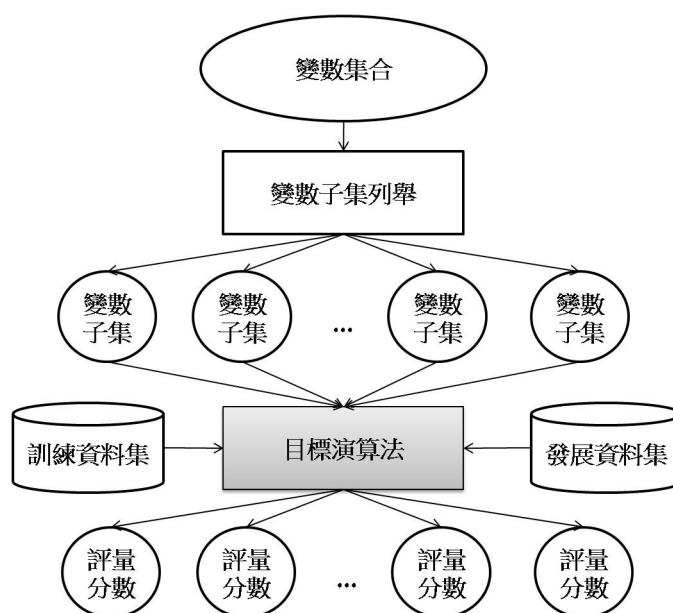 變數集合
變數子集列舉
變數
子集
變數
子集
...
變數
子集
變數
子集
訓練資料集
目標演算法
發展資料集
評量
分數
評量
分數
...
評量
分數
評量
分數